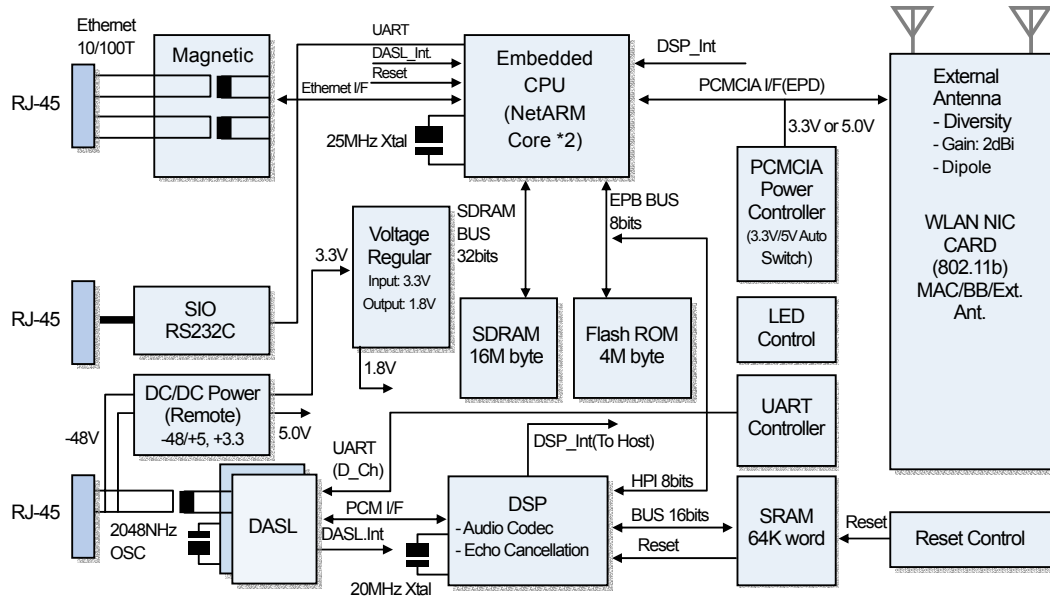 Ethernet
10/100T
RJ-45
Magnetic
UART
DASL_Int.
Reset
Ethernet I/F
25MHz Xtal
Embedded
CPU
(NetARM
Core *2)
DSP_Int
PCMCIA I/F(EPD)
3.3V or 5.0V
External
Antenna
- Diversity
- Gain: 2dBi
- Dipole
WLAN NIC
CARD
(802.11b)
MAC/BB/Ext.
Ant.
PCMCIA
Power
Controller
(3.3V/5V Auto
Switch)
SDRAM
BUS
32bits
EPB BUS
8bits
3.3V
Voltage
Regular
Input: 3.3V
Output: 1.8V
1.8V
RJ-45
SIO
RS232C
SDRAM
16M byte
Flash ROM
4M byte
LED
Control
DC/DC Power
(Remote)
-48/+5, +3.3
5.0V
-48V
UART
(D_Ch)
DSP_Int(To Host)
UART
Controller
RJ-45
2048NHz
OSC
DASL
PCM I/F
DASL.Int
20MHz Xtal
DSP
- Audio Codec
- Echo Cancellation
HPI 8bits
BUS 16bits
Reset
SRAM
64K word
Reset
Reset Control